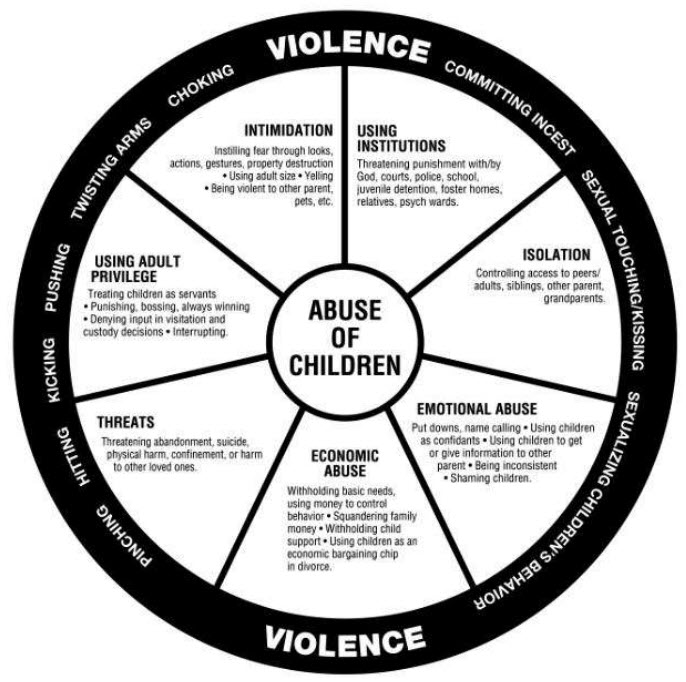 VIOLENCE
COMMITTING INCEST
SEXUAL TOUCHING/KISSING
SEXUALIZING CHILDREN'S BEHAVIOR
VIOLENCE
PINCHING
HITTING
KICKING
PUSHING
TWISTING ARMS
CHOKING
INTIMIDATION
Instilling fear through looks,
actions, gestures, property destruction
• Using adult size • Yelling
• Being violent to other parent,
pets, etc.
USING
INSTITUTIONS
Threatening punishment with/by
God, courts, police, school,
juvenile detention, foster homes,
relatives, psych wards.
ISOLATION
Controlling access to peers/
adults, siblings, other parent,
grandparents.
EMOTIONAL ABUSE
Put downs, name calling • Using children
as confidants • Using children to get
or give information to other
parent • Being inconsistent
• Shaming children.
ECONOMIC
ABUSE
Withholding basic needs,
using money to control
behavior • Squandering family
money • Withholding child
support • Using children as an
economic bargaining chip
in divorce.
THREATS
Threatening abandonment, suicide,
physical harm, confinement, or harm
to other loved ones.
USING ADULT
PRIVILEGE
Treating children as servants
• Punishing, bossing, always winning
• Denying input in visitation and
custody decisions • Interrupting.
ABUSE
OF
CHILDREN